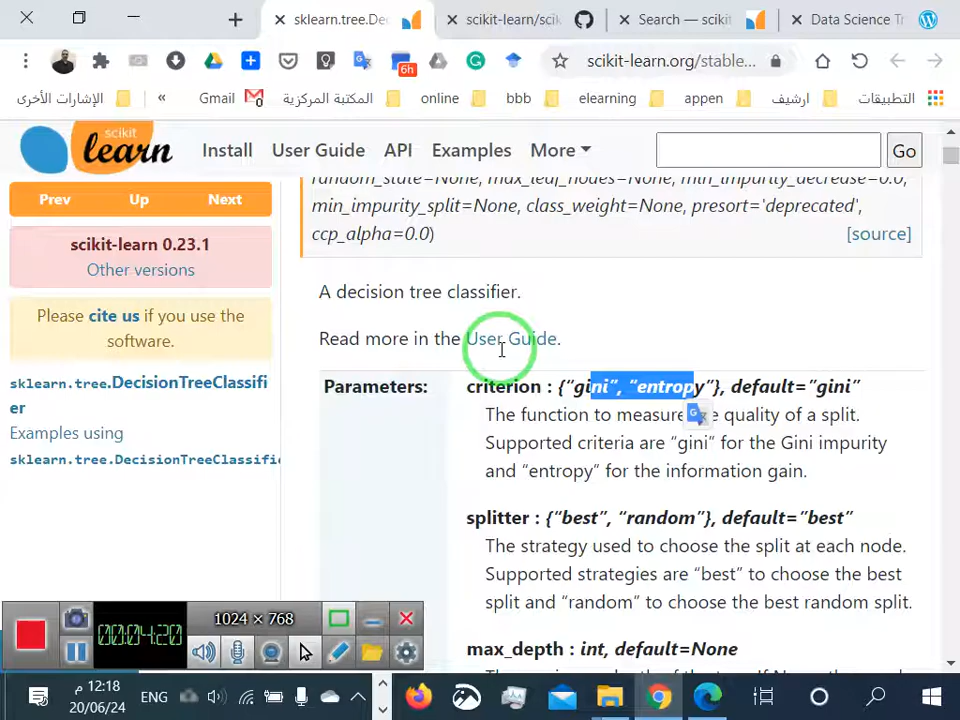 sklearn.tree.De
scikit-learn/scik
Search — scikit
Data Science Tr
6h
scikit-learn.org/stable...
الإشارات الأخرى
»
Gmail
المكتبة المركزية
online
bbb
elearning
appen
ارشيف
التطبيقات
scikit
learn
Install
User Guide
API
Examples
More
Go
Prev
Up
Next
random_state=None, max_leaf_nodes=None, min_impurity_decrease=0.0,
min_impurity_split=None, class_weight=None, presort='deprecated',
ccp_alpha=0.0)
[source]
scikit-learn 0.23.1
Other versions
Please cite us if you use the
software.
sklearn.tree.DecisionTreeClassifi
er
Examples using
sklearn.tree.DecisionTreeClassifie
A decision tree classifier.
Read more in the User Guide.
Parameters:
criterion : {“gini”, “entropy”}, default=”gini”
The function to measure quality of a split.
Supported criteria are “gini” for the Gini impurity
and “entropy” for the information gain.
splitter : {“best”, “random”}, default=”best”
The strategy used to choose the split at each node.
Supported strategies are “best” to choose the best
split and “random” to choose the best random split.
max_depth : int, default=None
00:04:20
1024 × 768
12:18 م
20/06/24
ENG